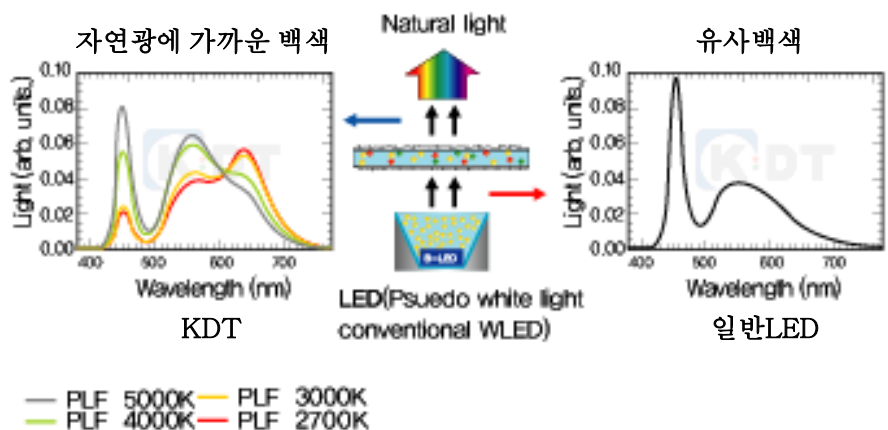 자연광에 가까운 백색
Natural light
유사백색
Light (arb, units,)
0.10
0.08
0.06
0.04
0.02
0.00
400 500 600 700
Wavelength (nm)
KDT
KDT
B-LED
LED(Psuedo white light
conventional WLED)
Light (arb, units,)
0.10
0.08
0.06
0.04
0.02
0.00
400 500 600 700
Wavelength (nm)
KDT
일반LED
PLF 5000K
PLF 3000K
PLF 4000K
PLF 2700K